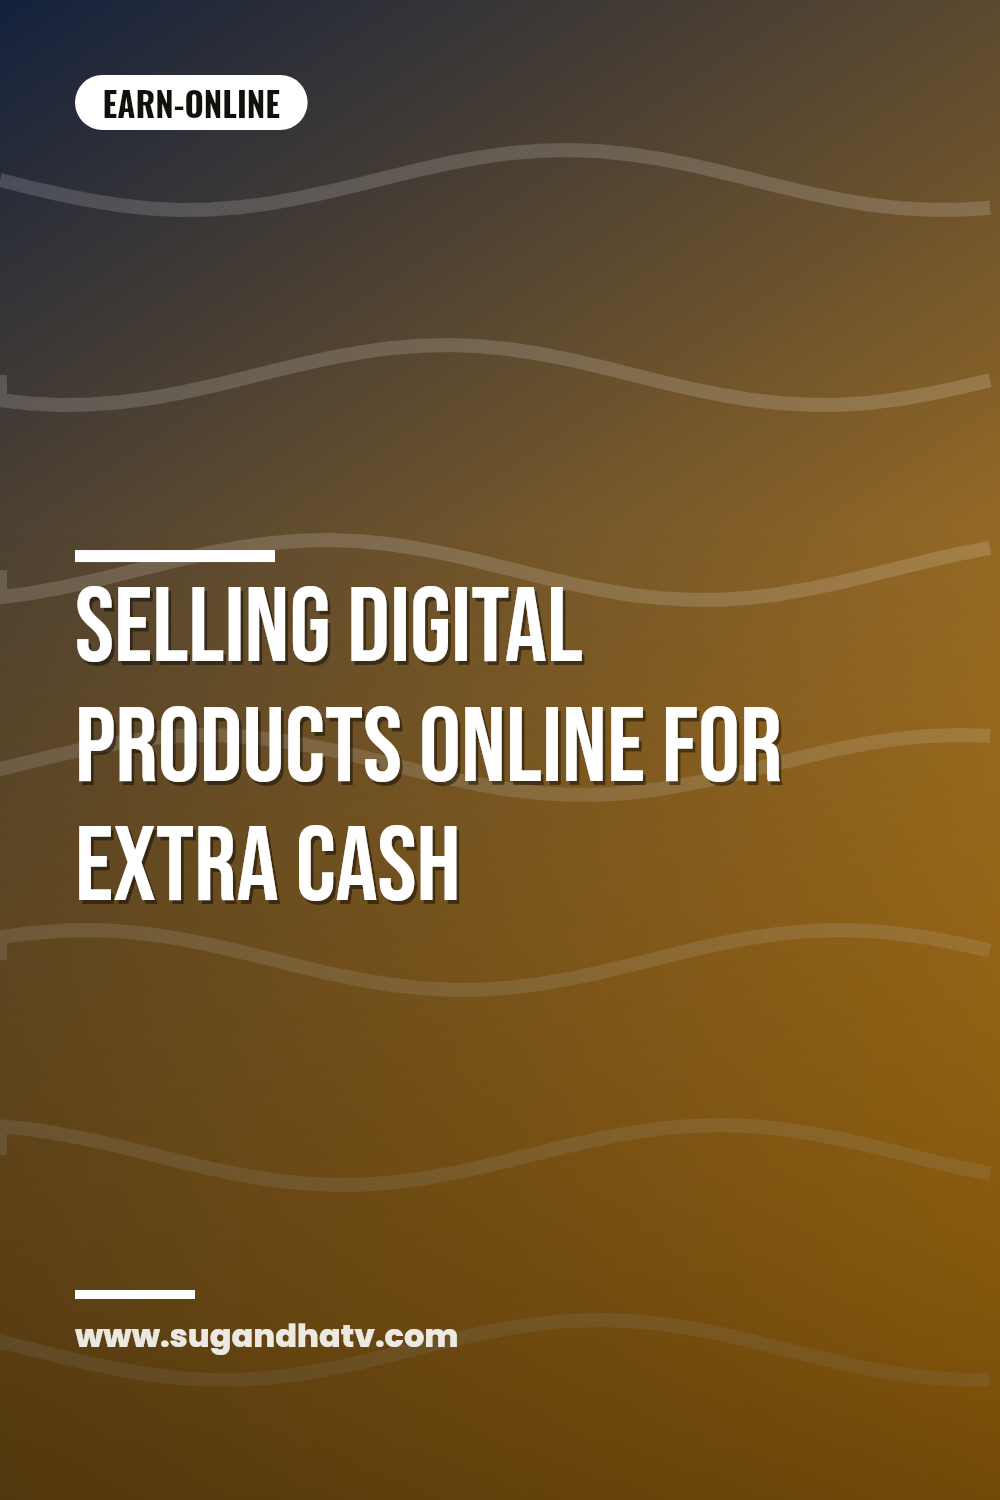 EARN-ONLINE
SELLING DIGITAL
PRODUCTS ONLINE FOR
EXTRA CASH
www.sugandhatv.com